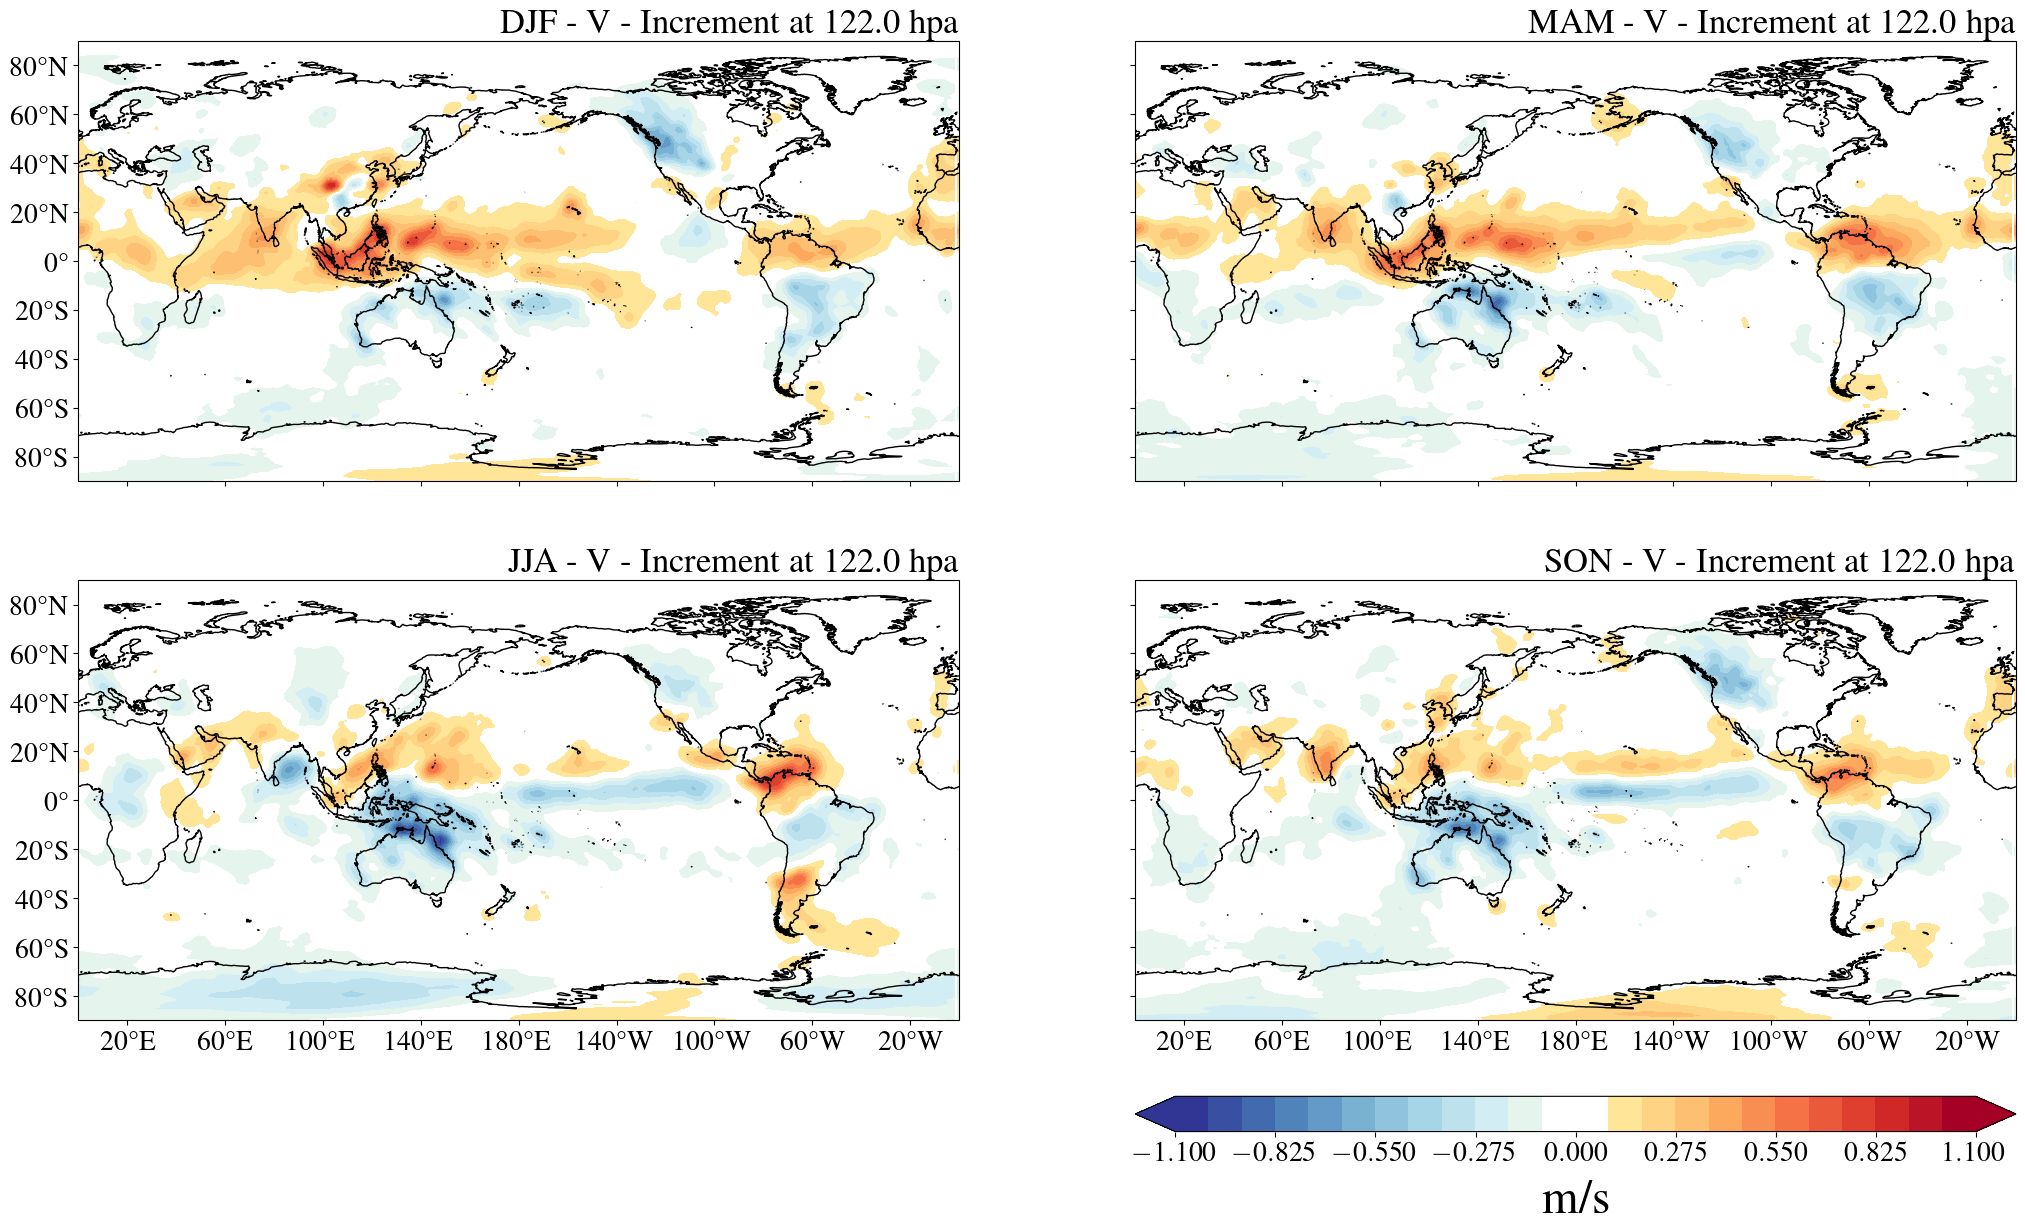 DJF - V - Increment at 122.0 hpa
MAM - V - Increment at 122.0 hpa
80°N
60°N
40°N
20°N
0°
20°S
40°S
60°S
80°S
JJA - V - Increment at 122.0 hpa
SON - V - Increment at 122.0 hpa
80°N
60°N
40°N
20°N
0°
20°S
40°S
60°S
80°S
20°E 60°E 100°E 140°E 180°E 140°W 100°W 60°W 20°W
20°E 60°E 100°E 140°E 180°E 140°W 100°W 60°W 20°W
−1.100 −0.825 −0.550 −0.275 0.000 0.275 0.550 0.825 1.100
m/s